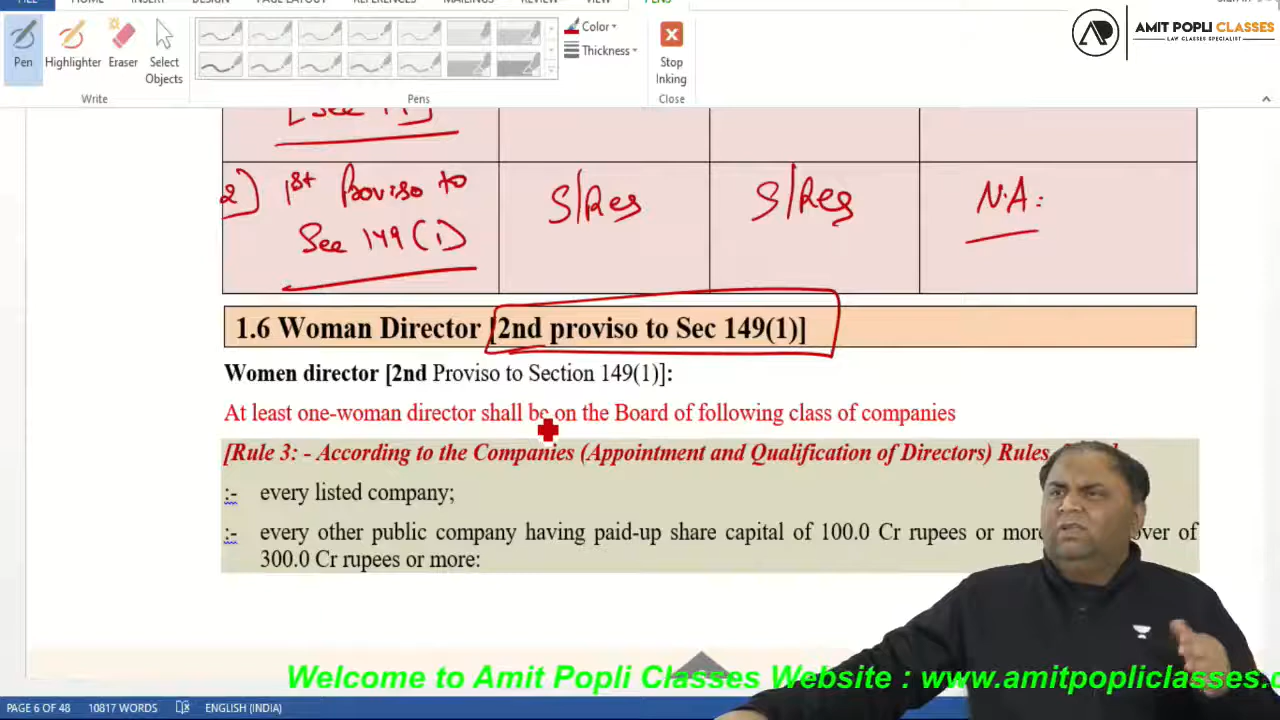 FILE HOME INSERT DESIGN PAGE LAYOUT REFERENCES MAILINGS REVIEW VIEW PENS
Color
Thickness
Pen Highlighter Eraser Select Objects
Stop Inking
Write Pens Close
AMIT POPLI CLASSES
LAW CLASSES SPECIALIST
[Sec
2) 1st Proviso to Sec 149(1) S/Res S/Res N.A:
1.6 Woman Director [2nd proviso to Sec 149(1)]
Women director [2nd Proviso to Section 149(1)]:
At least one-woman director shall be on the Board of following class of companies
[Rule 3: - According to the Companies (Appointment and Qualification of Directors) Rules
:- every listed company;
:- every other public company having paid-up share capital of 100.0 Cr rupees or more over of
300.0 Cr rupees or more:
Welcome to Amit Popli Classes Website : www.amitpopliclasses.c
PAGE 6 OF 48 10817 WORDS ENGLISH (INDIA)